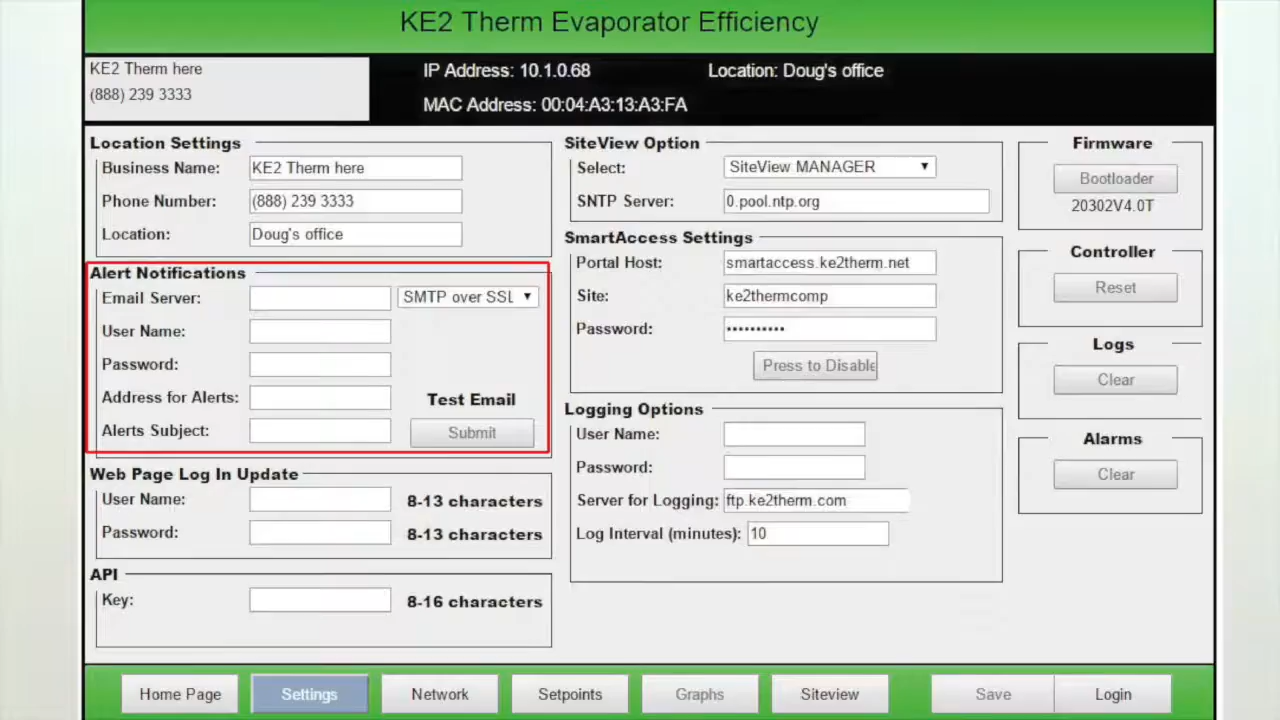 KE2 Therm Evaporator Efficiency
KE2 Therm here
(888) 239 3333
IP Address: 10.1.0.68
Location: Doug's office
MAC Address: 00:04:A3:13:A3:FA
Location Settings
Business Name: KE2 Therm here
Phone Number: (888) 239 3333
Location: Doug's office
Alert Notifications
Email Server: SMTP over SSL
User Name:
Password:
Address for Alerts: Test Email
Alerts Subject: Submit
Web Page Log In Update
User Name: 8-13 characters
Password: 8-13 characters
API
Key: 8-16 characters
SiteView Option
Select: SiteView MANAGER
SNTP Server: 0.pool.ntp.org
SmartAccess Settings
Portal Host: smartaccess.ke2therm.net
Site: ke2thermcomp
Password: ••••••••••
Press to Disable
Logging Options
User Name:
Password:
Server for Logging: ftp.ke2therm.com
Log Interval (minutes): 10
Firmware
Bootloader
20302V4.0T
Controller
Reset
Logs
Clear
Alarms
Clear
Home Page Settings Network Setpoints Graphs Siteview Save Login